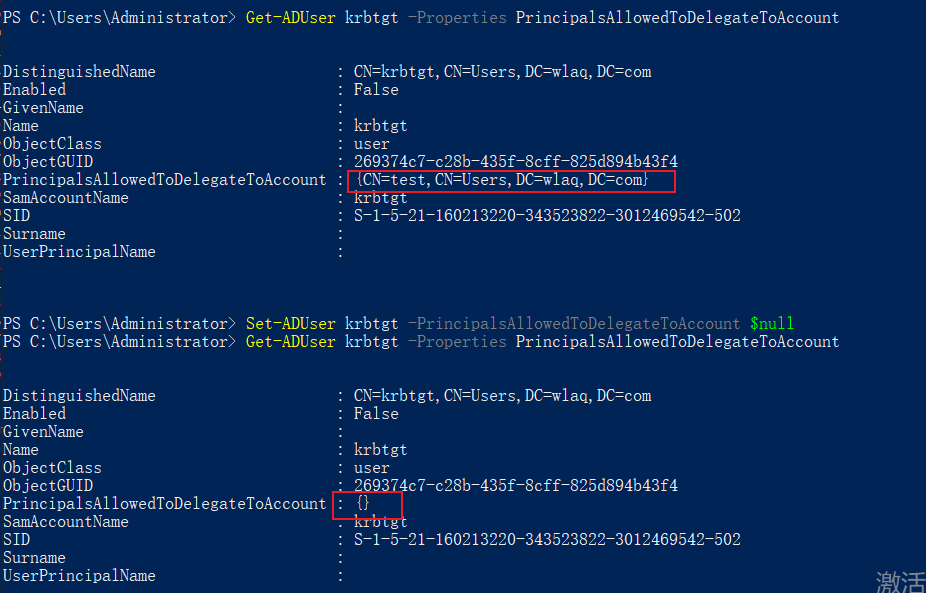 PS C:\Users\Administrator> Get-ADUser krbtgt -Properties PrincipalsAllowedToDelegateToAccount
DistinguishedName : CN=krbtgt,CN=Users,DC=wlaq,DC=com
Enabled : False
GivenName :
Name : krbtgt
ObjectClass : user
ObjectGUID : 269374c7-c28b-435f-8cff-825d894b43f4
PrincipalsAllowedToDelegateToAccount : {CN=test,CN=Users,DC=wlaq,DC=com}
SamAccountName : krbtgt
SID : S-1-5-21-160213220-343523822-3012469542-502
Surname :
UserPrincipalName :
PS C:\Users\Administrator> Set-ADUser krbtgt -PrincipalsAllowedToDelegateToAccount $null
PS C:\Users\Administrator> Get-ADUser krbtgt -Properties PrincipalsAllowedToDelegateToAccount
DistinguishedName : CN=krbtgt,CN=Users,DC=wlaq,DC=com
Enabled : False
GivenName :
Name : krbtgt
ObjectClass : user
ObjectGUID : 269374c7-c28b-435f-8cff-825d894b43f4
PrincipalsAllowedToDelegateToAccount : {}
SamAccountName : krbtgt
SID : S-1-5-21-160213220-343523822-3012469542-502
Surname :
UserPrincipalName :
激活